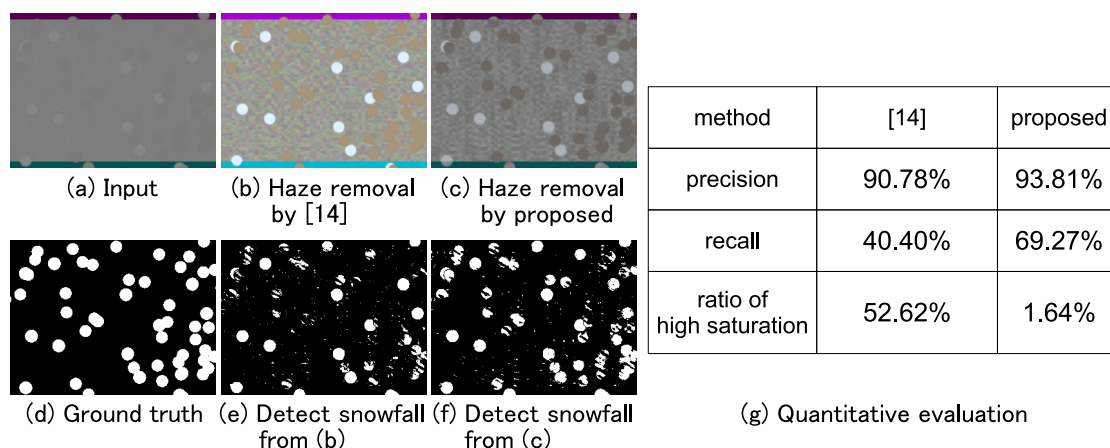 (a) Input
(b) Haze removal
by [14]
(c) Haze removal
by proposed
(d) Ground truth
(e) Detect snowfall
from (b)
(f) Detect snowfall
from (c)
method [14] proposed
precision 90.78% 93.81%
recall 40.40% 69.27%
ratio of
high saturation 52.62% 1.64%
(g) Quantitative evaluation